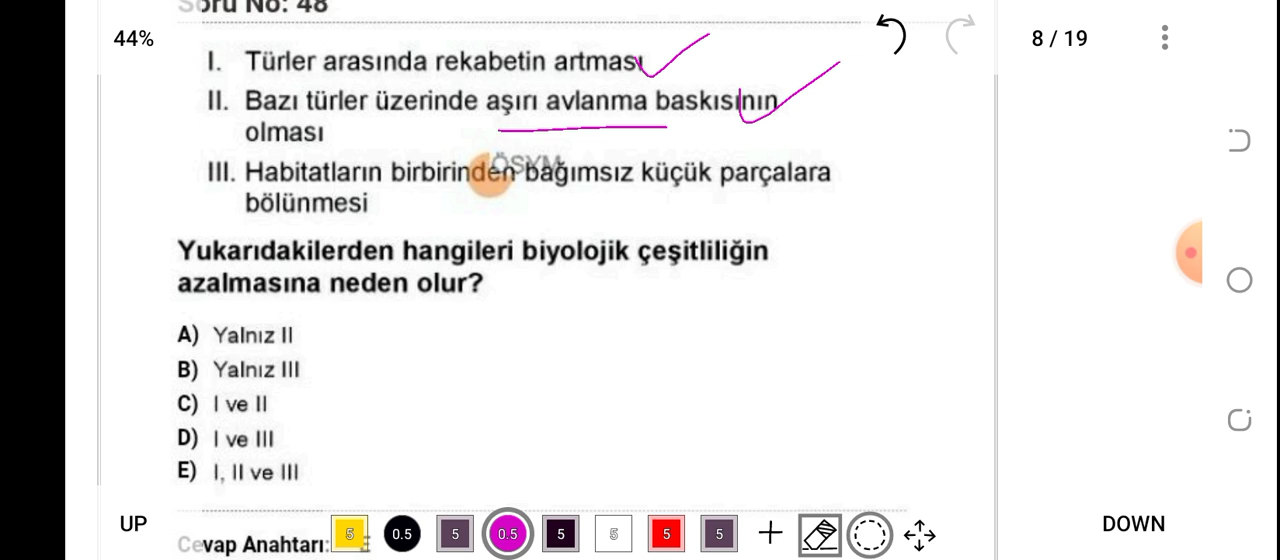 Soru No: 48
44%
8 / 19
I. Türler arasında rekabetin artması
II. Bazı türler üzerinde aşırı avlanma baskısının
olması
ÖSYM
III. Habitatların birbirinden bağımsız küçük parçalara
bölünmesi
Yukarıdakilerden hangileri biyolojik çeşitliliğin
azalmasına neden olur?
A) Yalnız II
B) Yalnız III
C) I ve II
D) I ve III
E) I, II ve III
UP
DOWN
5 0.5 5 0.5 5 5 5 5
Cevap Anahtarı: E